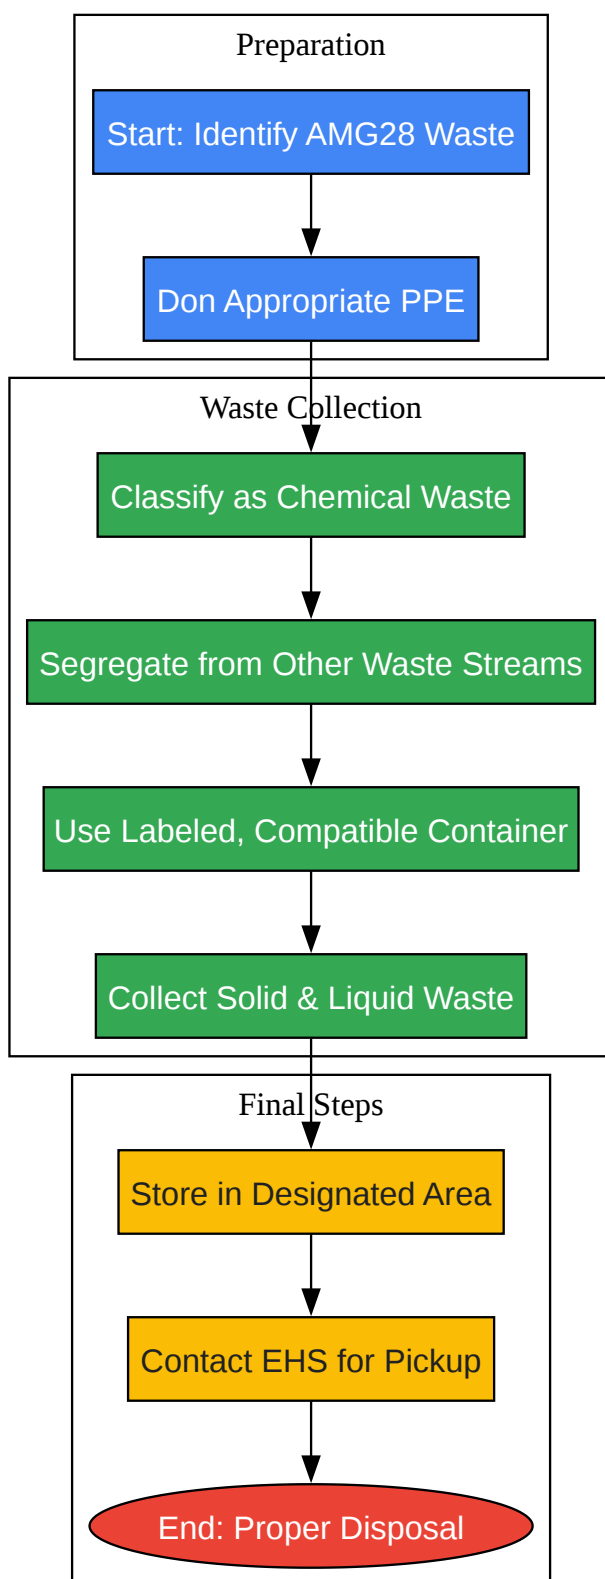 Preparation
Start: Identify AMG28 Waste
Don Appropriate PPE
Waste Collection
Classify as Chemical Waste
Segregate from Other Waste Streams
Use Labeled, Compatible Container
Collect Solid & Liquid Waste
Final Steps
Store in Designated Area
Contact EHS for Pickup
End: Proper Disposal